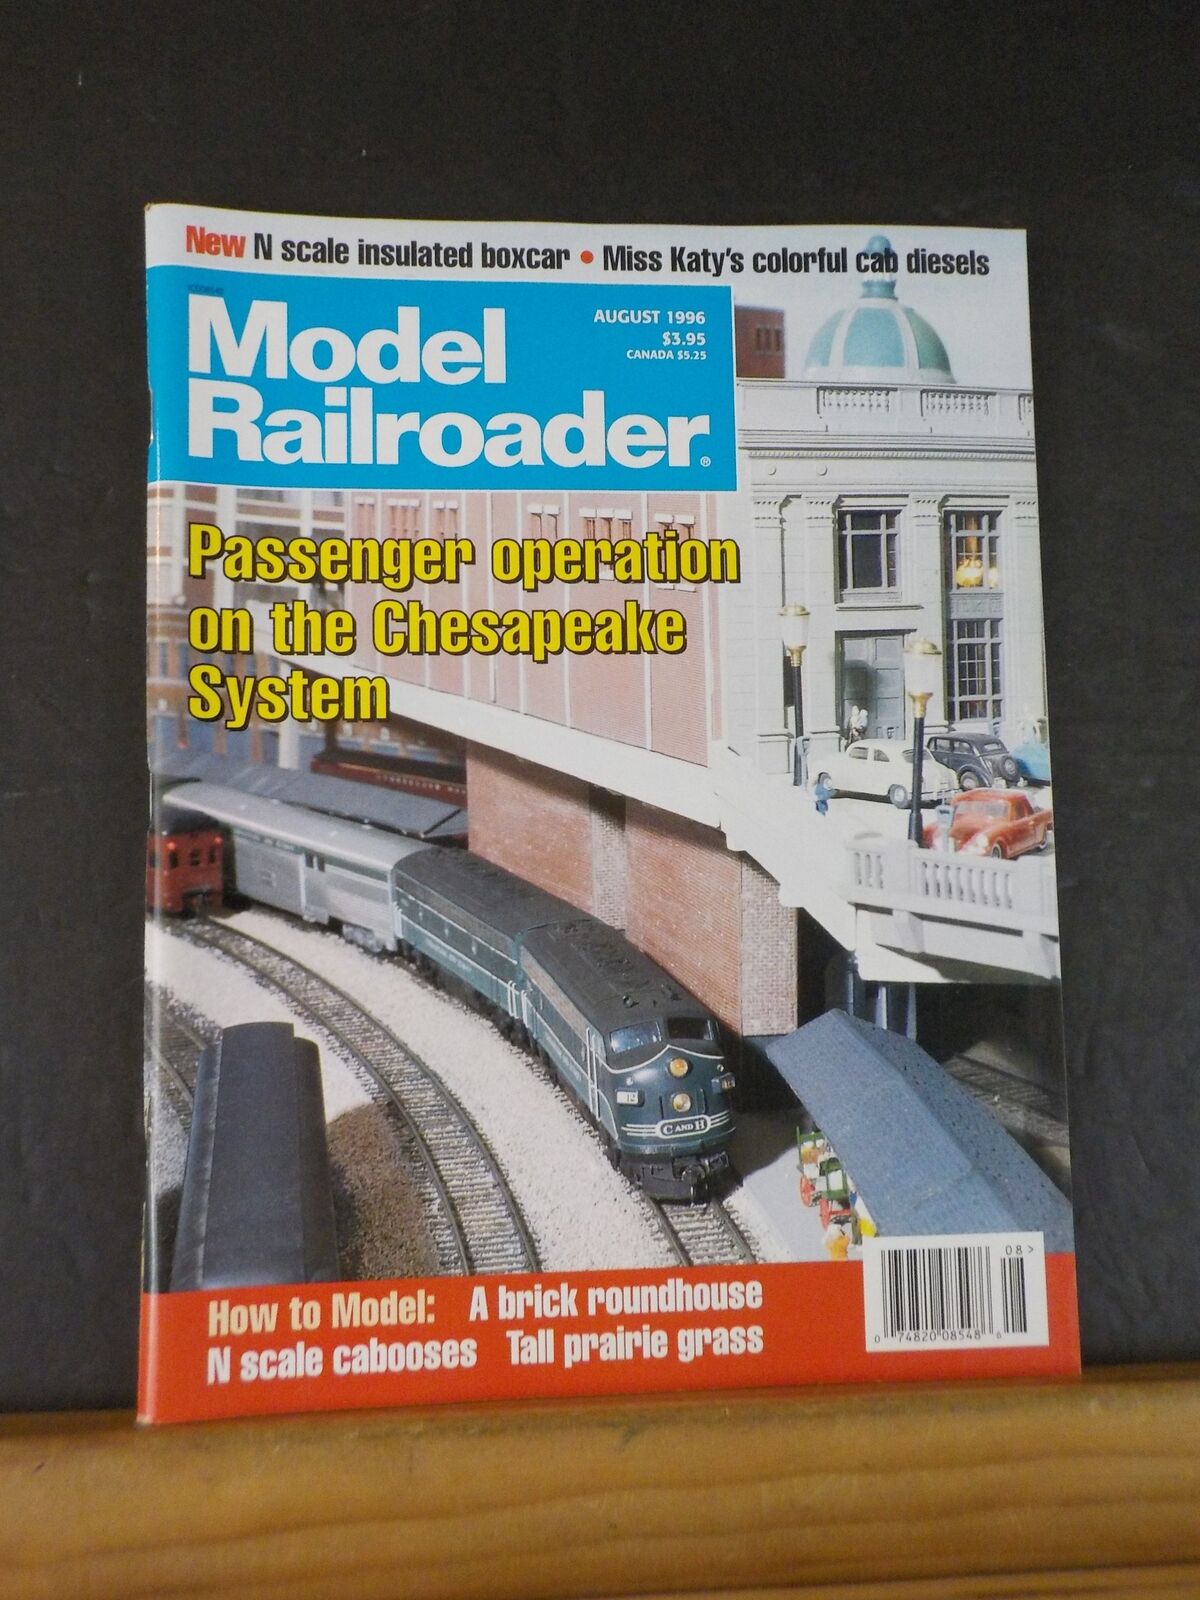 New N scale insulated boxcar • Miss Katy's colorful cab diesels
Model
Railroader®
AUGUST 1996
$3.95
CANADA $5.25
Passenger operation
on the Chesapeake
System
12
C AND H
How to Model: A brick roundhouse
N scale cabooses Tall prairie grass
08>
0 74820 08548 6